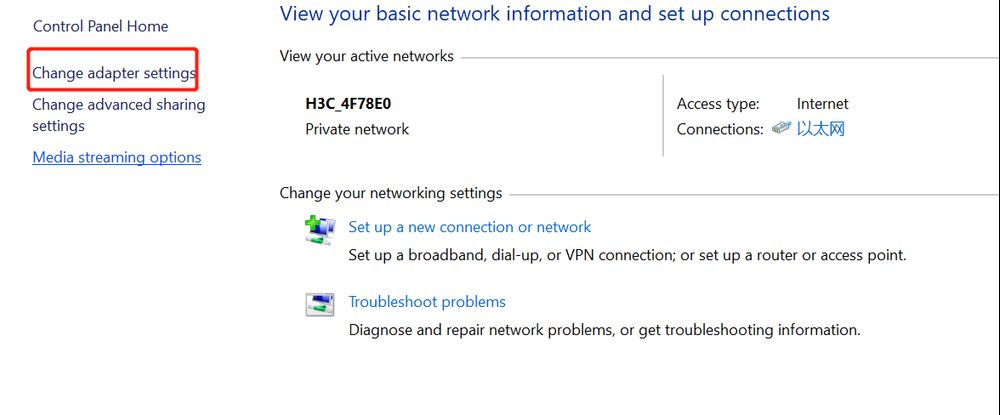 Control Panel Home
Change adapter settings
Change advanced sharing
settings
Media streaming options
View your basic network information and set up connections
View your active networks
H3C_4F78E0
Private network
Access type: Internet
Connections: 以太网
Change your networking settings
Set up a new connection or network
Set up a broadband, dial-up, or VPN connection; or set up a router or access point.
Troubleshoot problems
Diagnose and repair network problems, or get troubleshooting information.